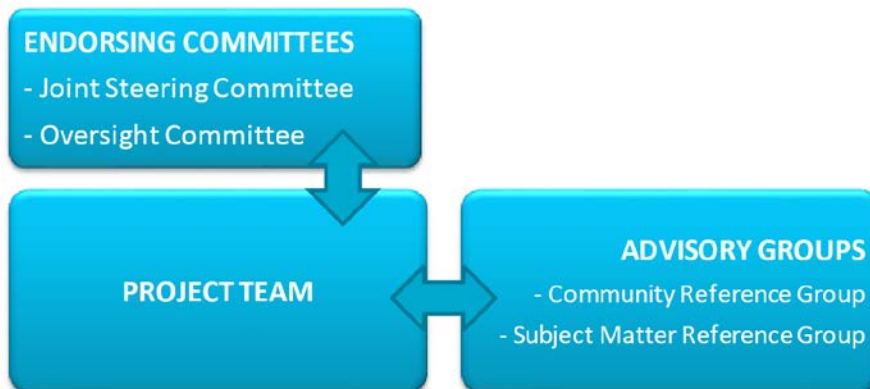 ENDORSING COMMITTEES
- Joint Steering Committee
- Oversight Committee
PROJECT TEAM
ADVISORY GROUPS
- Community Reference Group
- Subject Matter Reference Group